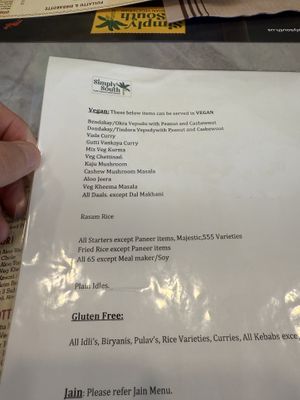 Simply South
Vegan: These below items can be served in VEGAN
Bendakay/Okra Vepudu with Peanut and Cashewnut
Dondakay/Tindora Vepudywith Peanut and Cashewnut
Vada Curry
Gutti Vankaya Curry
Mix Veg Kurma
Veg Chettinad
Kaju Mushroom
Cashew Mushroom Masala
Aloo Jeera
Veg Kheema Masala
All Daals. except Dal Makhani
Rasam Rice
All Starters except Paneer items, Majestic,555 Varieties
Fried Rice except Paneer items
All 65 except Meal maker/Soy
Plain Idles.
Gluten Free:
All Idli's, Biryanis, Pulav's, Rice Varieties, Curries, All Kebabs exce
Jain: Please refer Jain Menu.